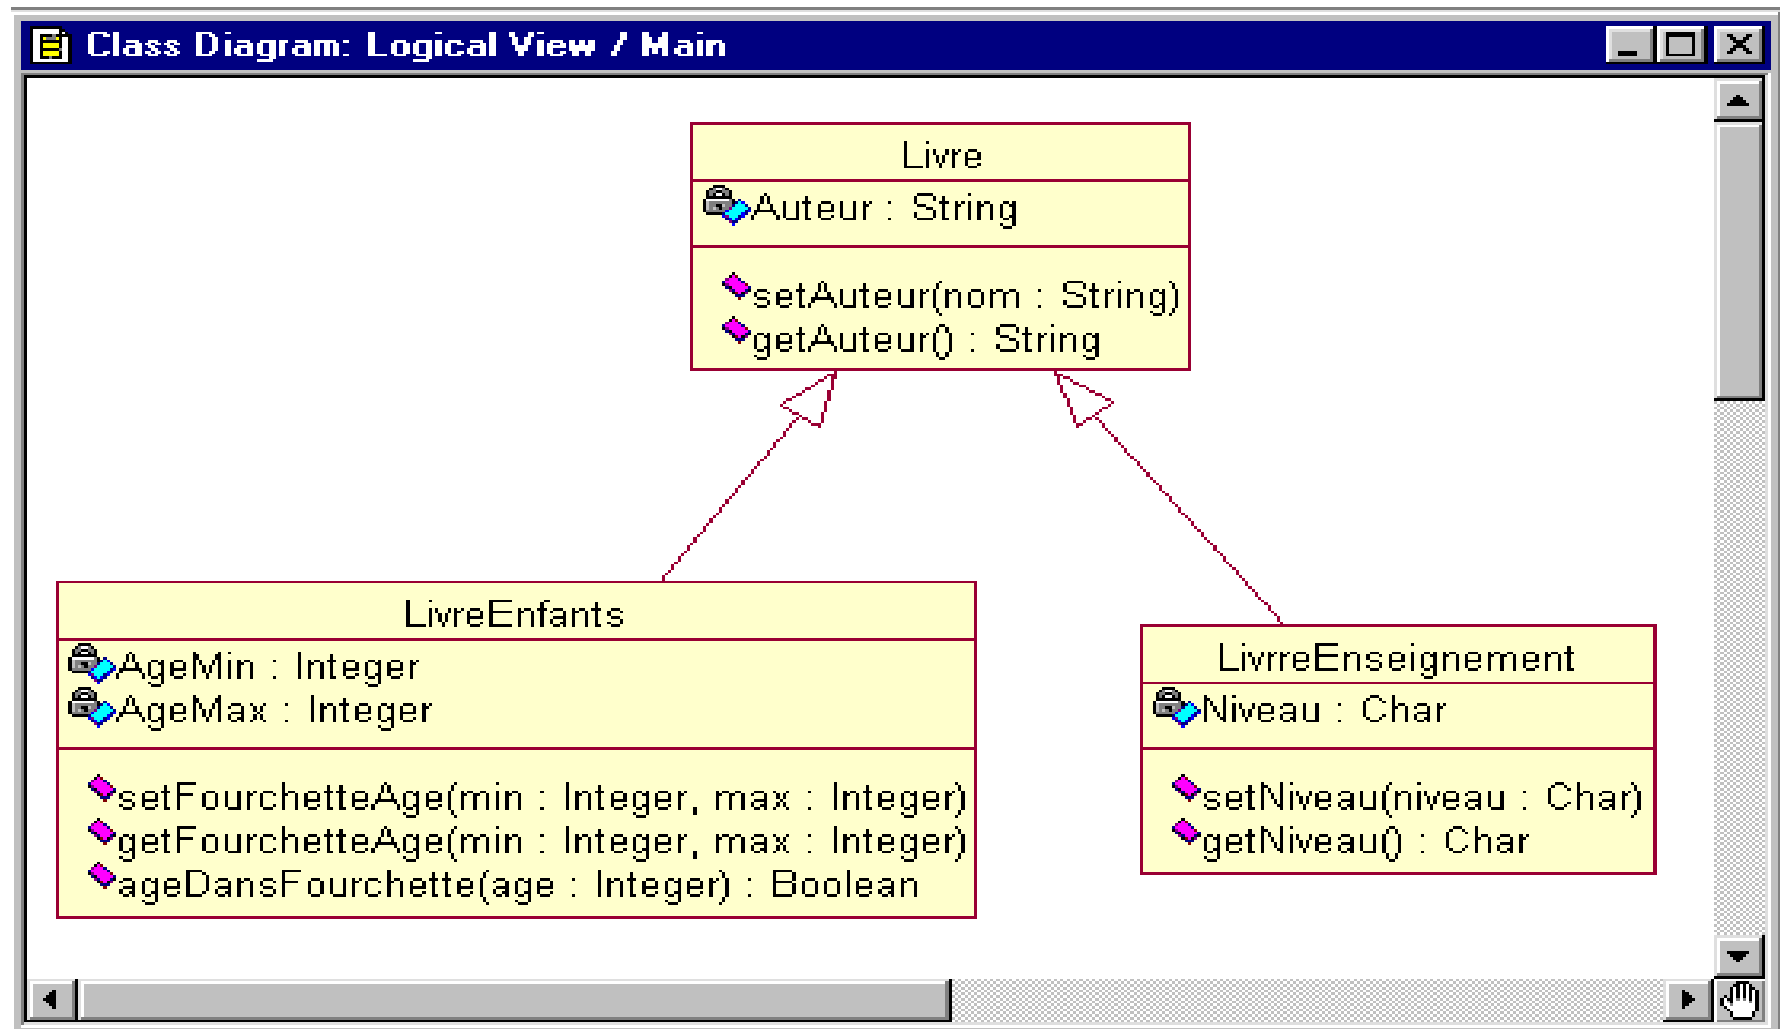 Class Diagram: Logical View / Main
Livre
Auteur : String
setAuteur(nom : String)
getAuteur() : String
LivreEnfants
AgeMin : Integer
AgeMax : Integer
setFourchetteAge(min : Integer, max : Integer)
getFourchetteAge(min : Integer, max : Integer)
ageDansFourchette(age : Integer) : Boolean
LivrreEnseignement
Niveau : Char
setNiveau(niveau : Char)
getNiveau() : Char